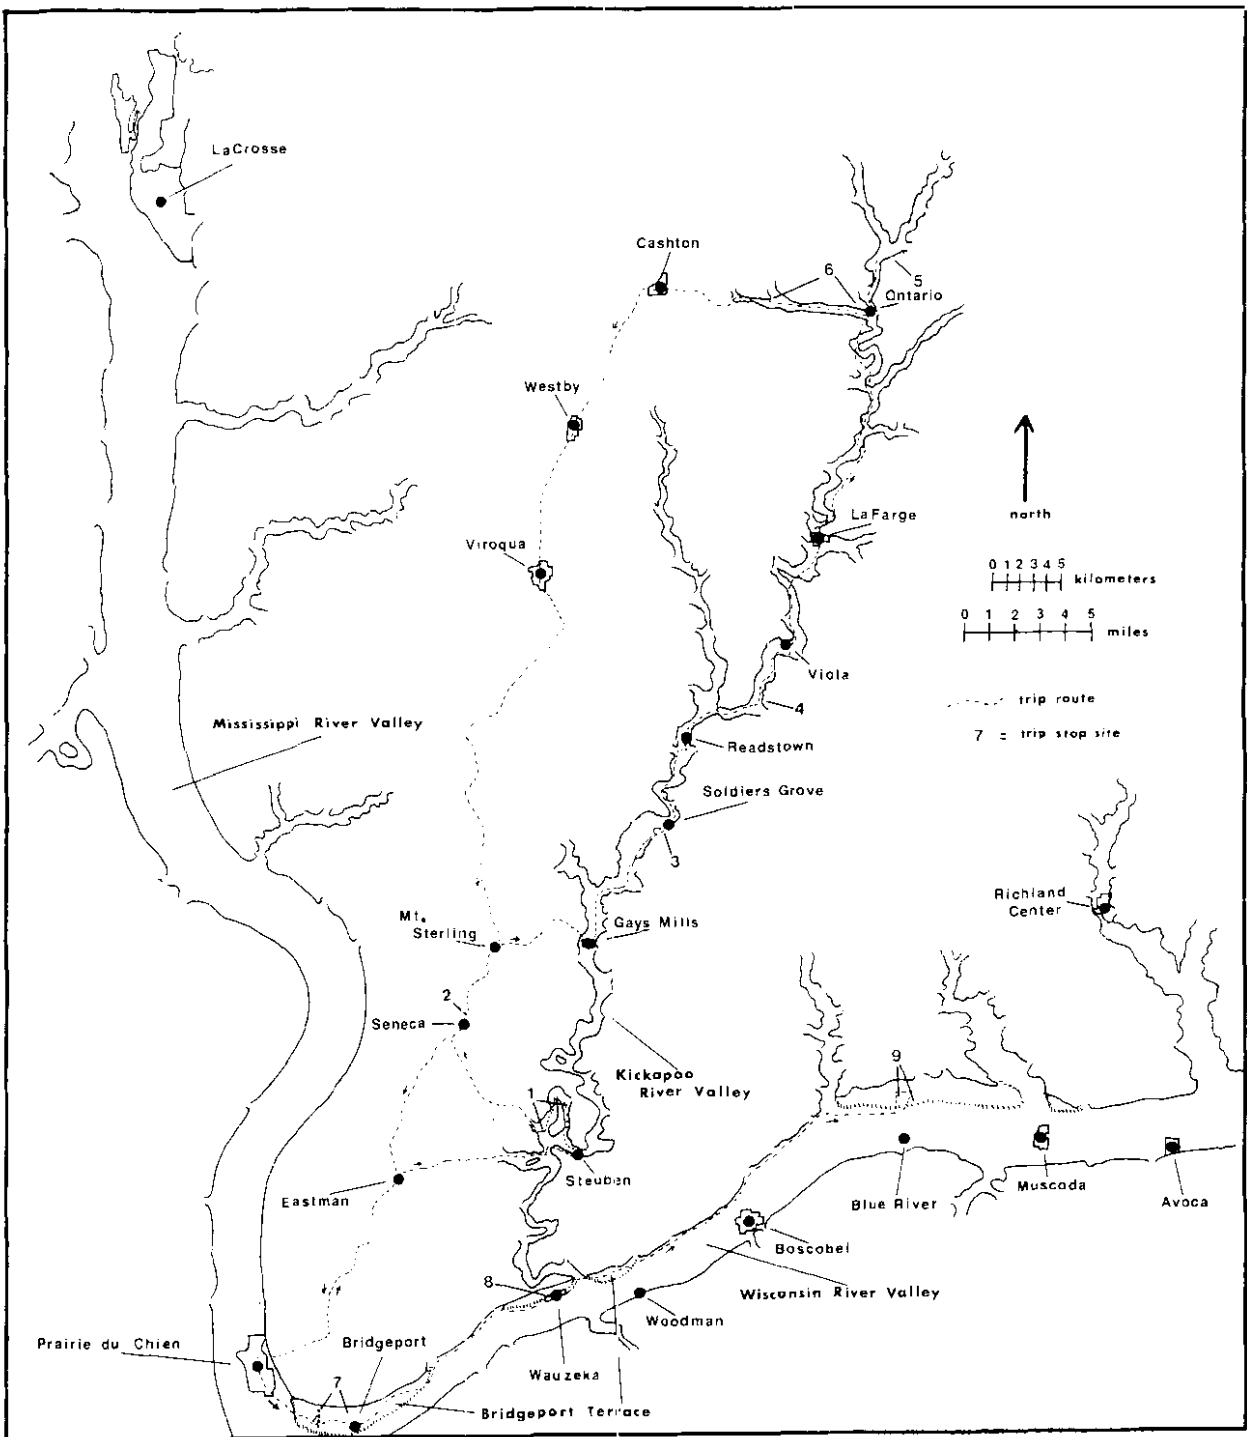 LaCrosse
Cashton
6
5
Ontario
Westby
north
LaFarge
Viroqua
0 1 2 3 4 5
kilometers
0 1 2 3 4 5
miles
Viola
4
trip route
Mississippi River Valley
7 = trip stop site
Readstown
Soldiers Grove
3
Richland
Center
Mt.
Sterling
Gays Mills
2
Seneca
9
Kickapoo
River Valley
1
Steuben
Eastman
Muscoda
Blue River
Avoca
Boscobel
8
Wisconsin River Valley
Woodman
Prairie du Chien
Bridgeport
Wauzeka
7
Bridgeport Terrace